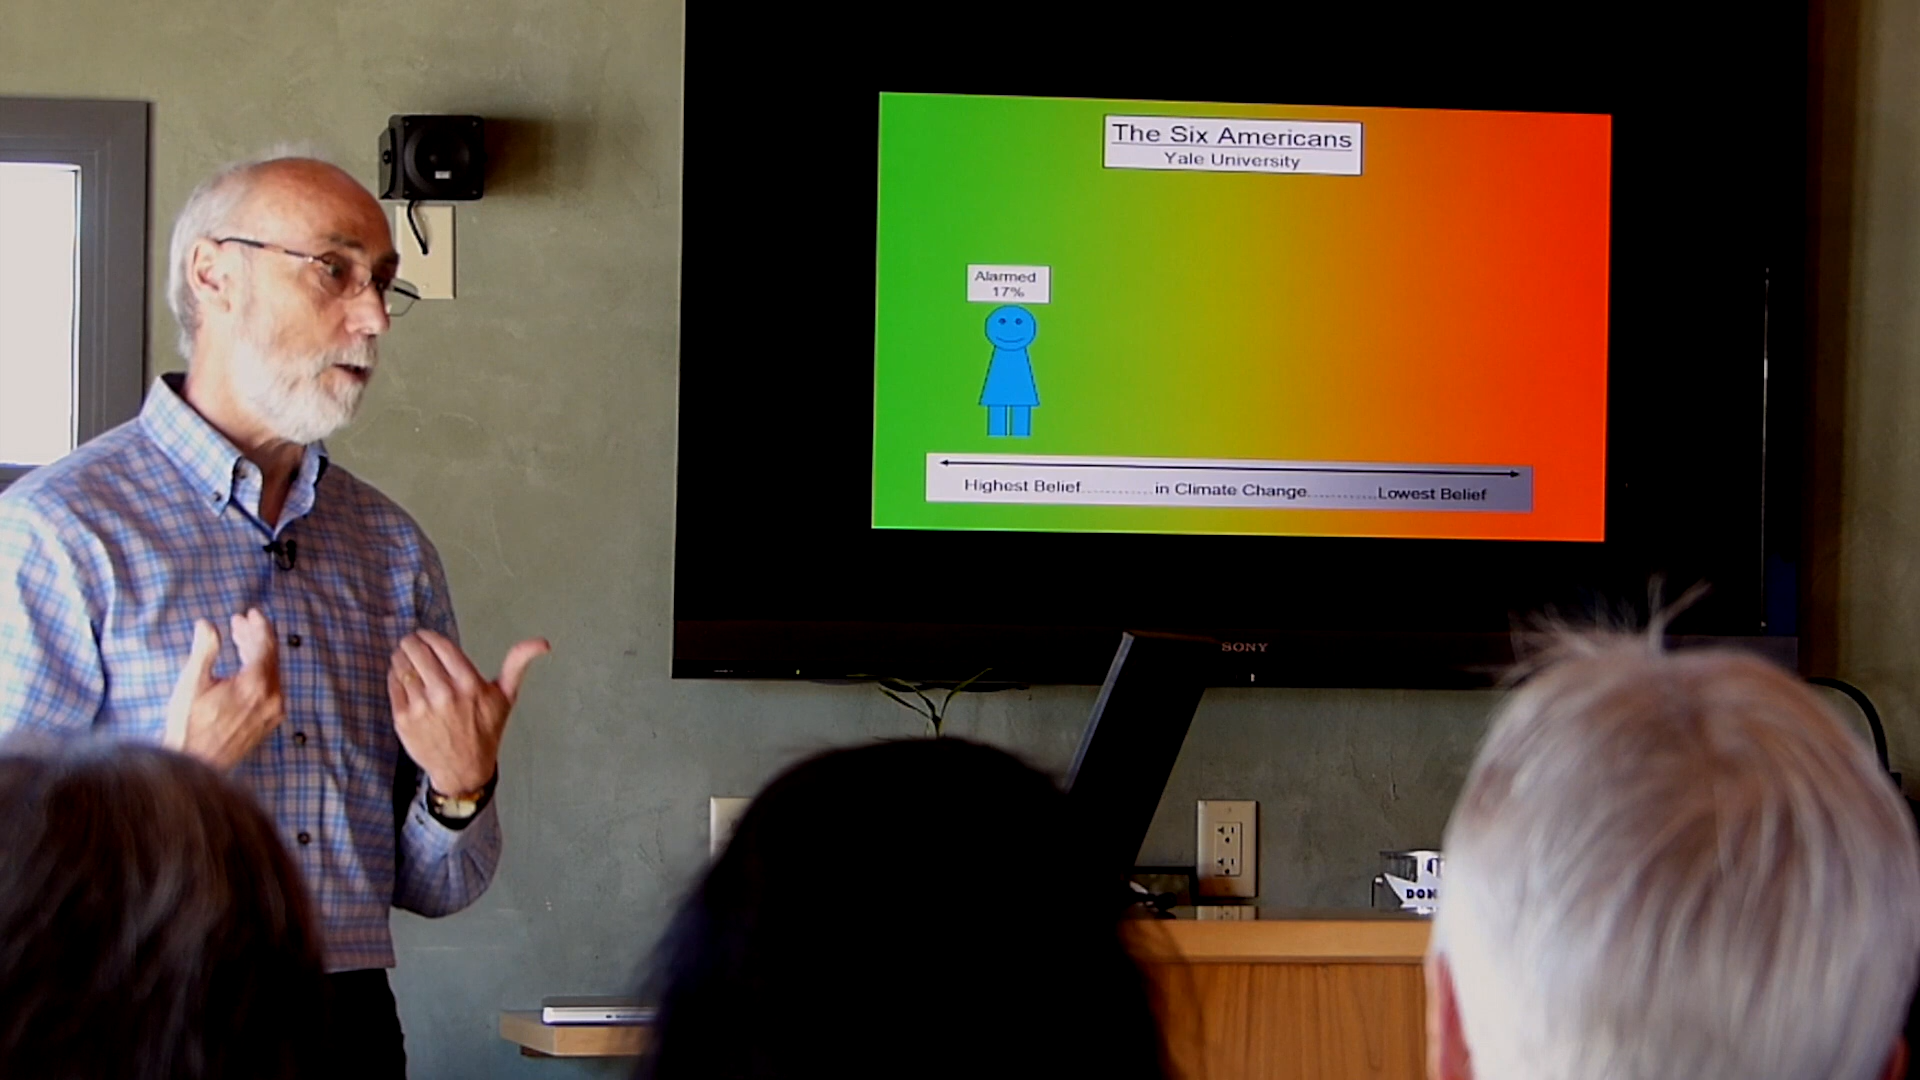 The Six Americans
Yale University
Alarmed
17%
Highest Belief............in Climate Change............Lowest Belief
SONY